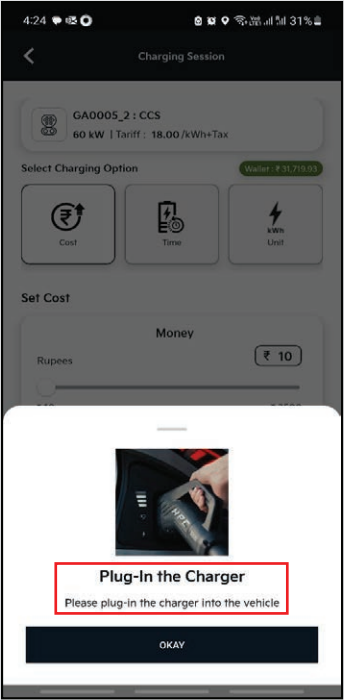 4:24 31%
Charging Session
GA0005_2 : CCS
60 kW | Tariff : 18.00/kWh+Tax
Select Charging Option Wallet : ₹ 31,719.93
Cost Time kWh Unit
Set Cost
Money
Rupees ₹ 10
Plug-In the Charger
Please plug-in the charger into the vehicle
OKAY